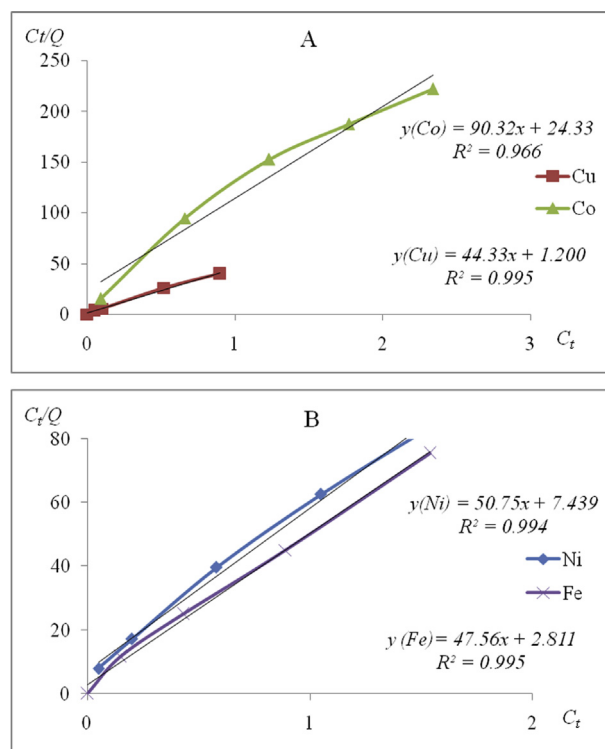 Ct/Q
A
250
200
150
100
50
0
y(Co) = 90.32x + 24.33
R² = 0.966
Cu
Co
y(Cu) = 44.33x + 1.200
R² = 0.995
0 1 2 3
Ct
Ct/Q
B
80
60
40
20
0
y(Ni) = 50.75x + 7.439
R² = 0.994
Ni
Fe
y (Fe) = 47.56x + 2.811
R² = 0.995
0 1 2
Ct